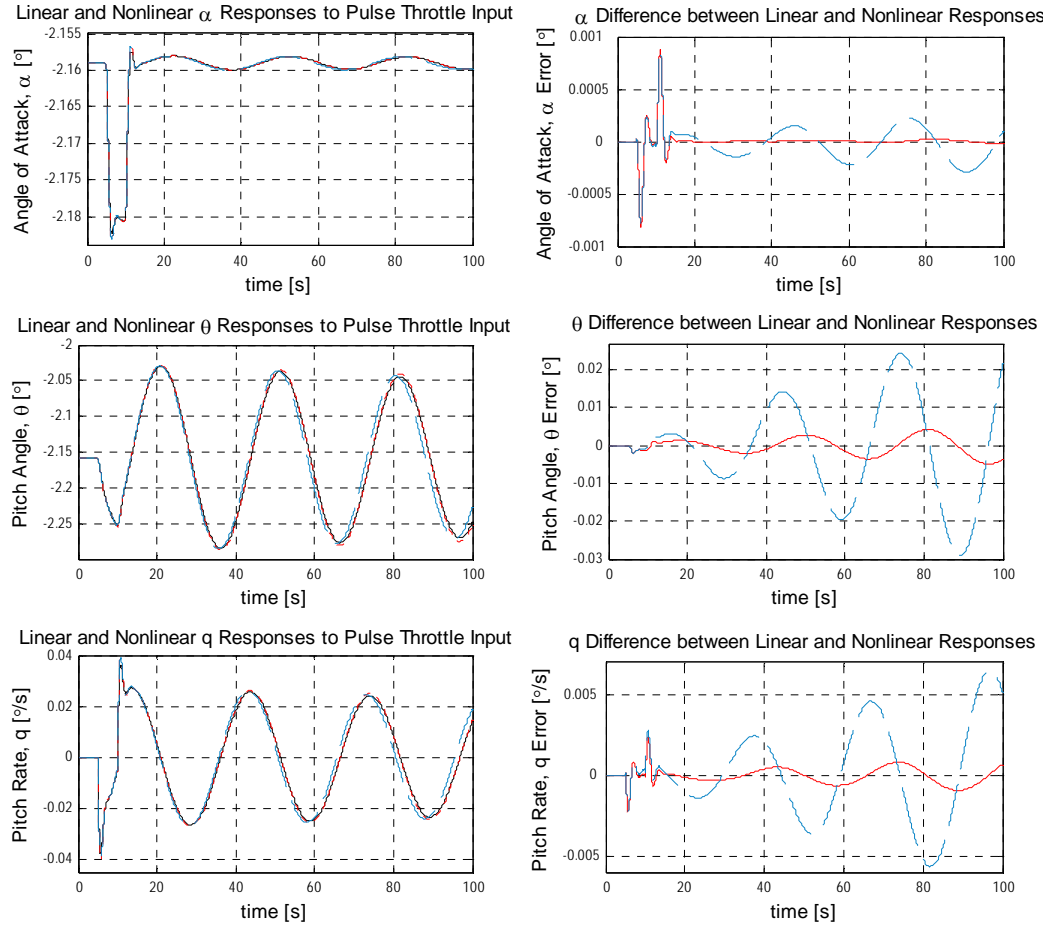 Linear and Nonlinear α Responses to Pulse Throttle Input
Angle of Attack, α [°]
-2.155
-2.16
-2.165
-2.17
-2.175
-2.18
0 20 40 60 80 100
time [s]
α Difference between Linear and Nonlinear Responses
Angle of Attack, α Error [°]
0.001
0.0005
0
-0.0005
-0.001
0 20 40 60 80 100
time [s]
Linear and Nonlinear θ Responses to Pulse Throttle Input
Pitch Angle, θ [°]
-2
-2.05
-2.1
-2.15
-2.2
-2.25
0 20 40 60 80 100
time [s]
θ Difference between Linear and Nonlinear Responses
Pitch Angle, θ Error [°]
0.02
0.01
0
-0.01
-0.02
-0.03
0 20 40 60 80 100
time [s]
Linear and Nonlinear q Responses to Pulse Throttle Input
Pitch Rate, q [°/s]
0.04
0.02
0
-0.02
-0.04
0 20 40 60 80 100
time [s]
q Difference between Linear and Nonlinear Responses
Pitch Rate, q Error [°/s]
0.005
0
-0.005
0 20 40 60 80 100
time [s]